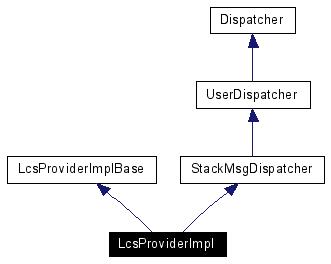 Dispatcher
UserDispatcher
LcsProviderImplBase
StackMsgDispatcher
LcsProviderImpl